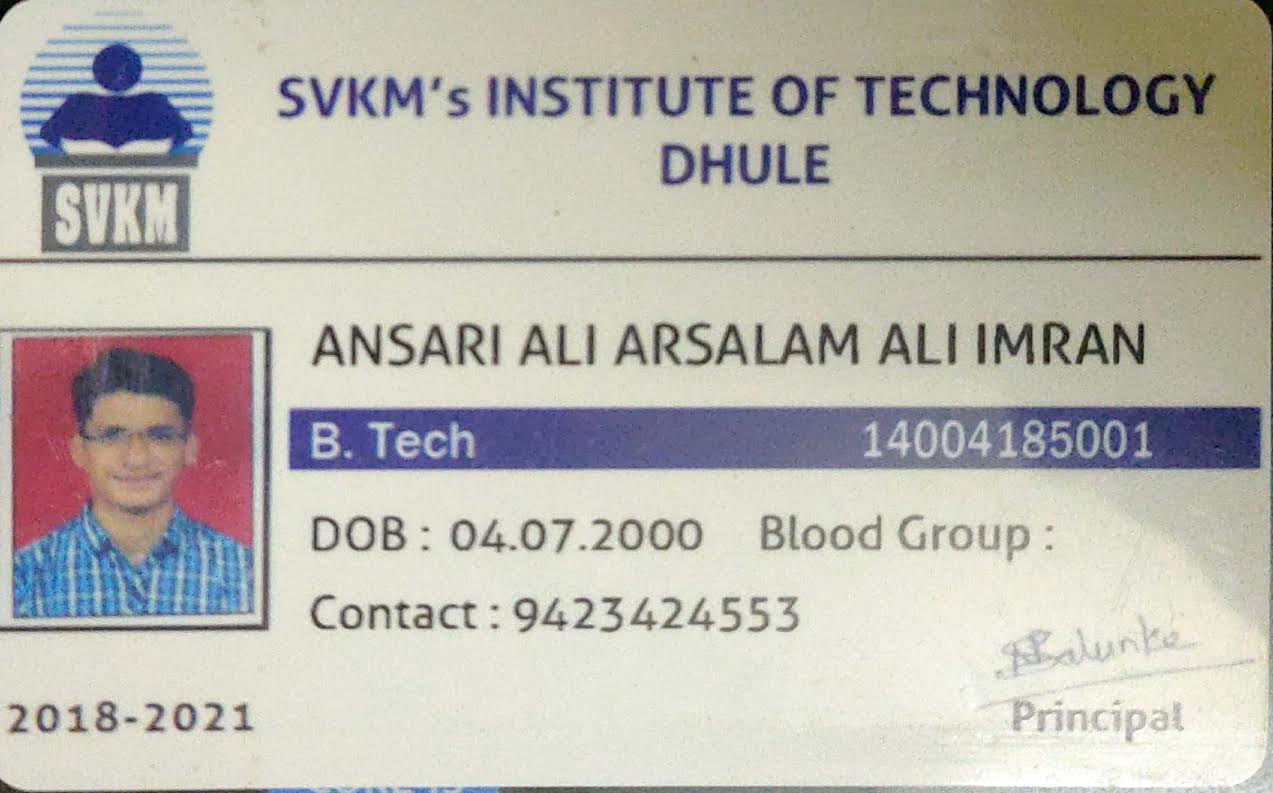 SVKM's INSTITUTE OF TECHNOLOGY
DHULE
SVKM
ANSARI ALI ARSALAM ALI IMRAN
B. Tech 14004185001
DOB : 04.07.2000 Blood Group :
Contact : 9423424553
Salunke
2018-2021 Principal